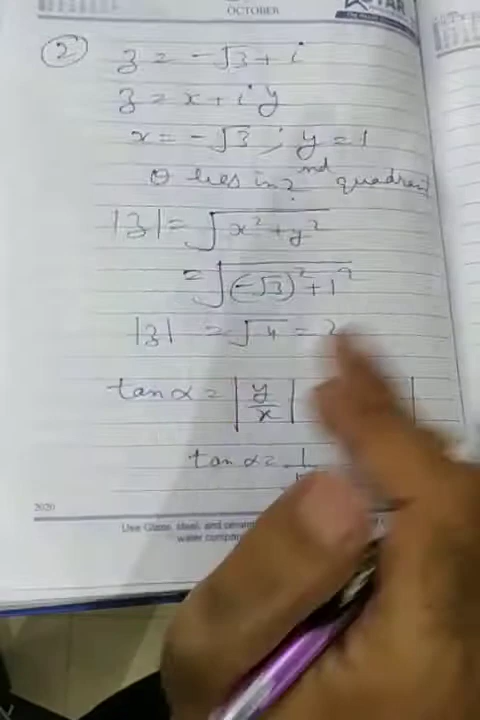 OCTOBER
STAR
② z = -√3 + i
z = x + iy
x = -√3 ; y = 1
θ lies in 2nd quadrant
|z| = √x² + y²
= √(-√3)² + 1²
|z| = √4 = 2
tan α = |y/x| |
tan α = 1
2020
Use Glass, steel, and
water